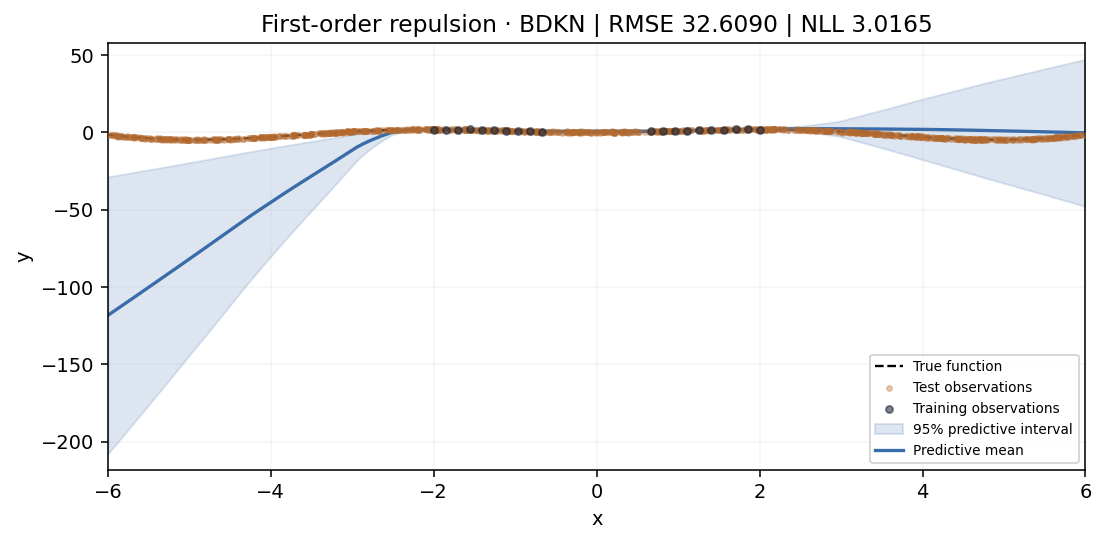 First-order repulsion · BDKN | RMSE 32.6090 | NLL 3.0165
50
0
−50
−100
−150
−200
y
−6
−4
−2
0
2
4
6
x
True function
Test observations
Training observations
95% predictive interval
Predictive mean